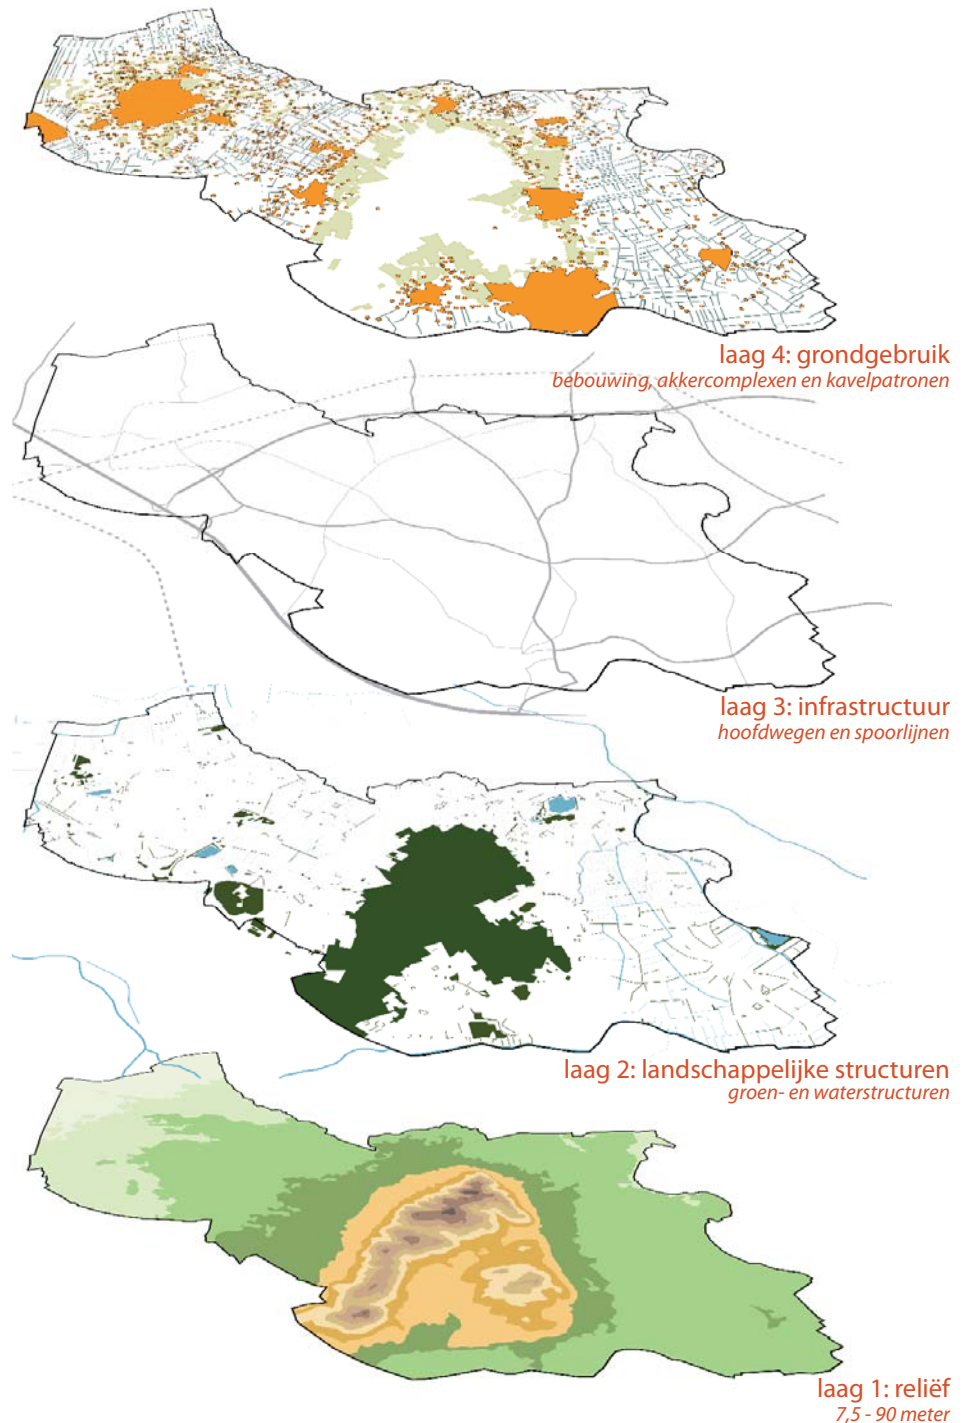 laag 4: grondgebruik
bebouwing, akkercomplexen en kavelpatronen
laag 3: infrastructuur
hoofdwegen en spoorlijnen
laag 2: landschappelijke structuren
groen- en waterstructuren
laag 1: reliëf
7,5 - 90 meter